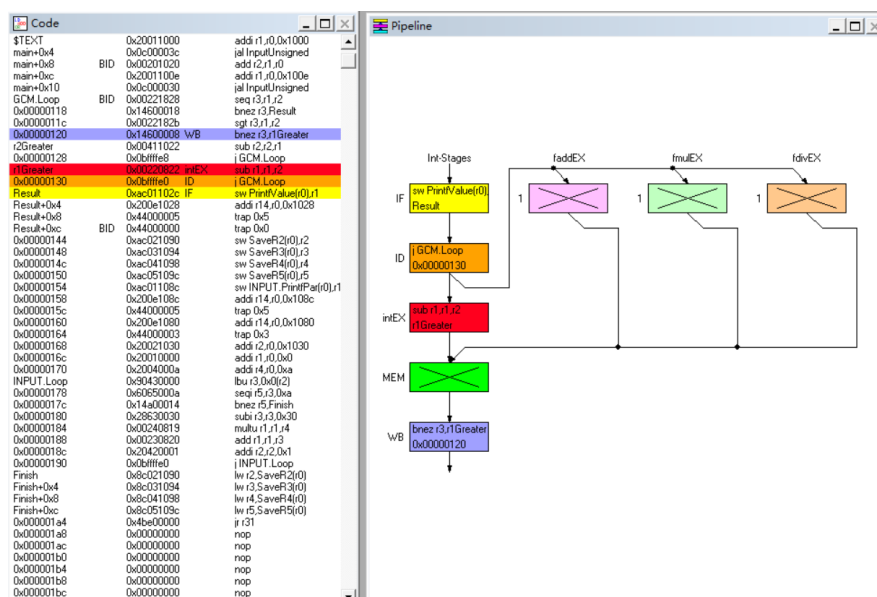 Code
$TEXT 0x20011000 addi r1,r0,0x1000
main+0x4 0x0c00003c jal InputUnsigned
main+0x8 BID 0x00201020 add r2,r1,r0
main+0xc 0x2001100e addi r1,r0,0x100e
main+0x10 0x0c000030 jal InputUnsigned
GCM.Loop BID 0x00221828 seq r3,r1,r2
0x00000118 0x14600018 bnez r3,Result
0x0000011c 0x0022182b sgt r3,r1,r2
0x00000120 0x14600008 WB bnez r3,r1Greater
r2Greater 0x00411022 sub r2,r2,r1
0x00000128 0x0bffffe8 j GCM.Loop
r1Greater 0x00220822 intEX sub r1,r1,r2
0x00000130 0x0bffffe0 ID j GCM.Loop
Result 0xac01102c IF sw PrintfValue(r0),r1
Result+0x4 0x200e1028 addi r14,r0,0x1028
Result+0x8 0x44000005 trap 0x5
Result+0xc BID 0x44000000 trap 0x0
0x00000144 0xac021090 sw SaveR2(r0),r2
0x00000148 0xac031094 sw SaveR3(r0),r3
0x0000014c 0xac041098 sw SaveR4(r0),r4
0x00000150 0xac05109c sw SaveR5(r0),r5
0x00000154 0xac01108c sw INPUT.PrintfPar(r0),r1
0x00000158 0x200e108c addi r14,r0,0x108c
0x0000015c 0x44000005 trap 0x5
0x00000160 0x200e1080 addi r14,r0,0x1080
0x00000164 0x44000003 trap 0x3
0x00000168 0x20021030 addi r2,r0,0x1030
0x0000016c 0x20010000 addi r1,r0,0x0
0x00000170 0x2004000a addi r4,r0,0xa
INPUT.Loop 0x90430000 lbu r3,0x0(r2)
0x00000178 0x6065000a seqi r5,r3,0xa
0x0000017c 0x14a00014 bnez r5,Finish
0x00000180 0x28630030 subi r3,r3,0x30
0x00000184 0x00240819 multu r1,r1,r4
0x00000188 0x00230820 add r1,r1,r3
0x0000018c 0x20420001 addi r2,r2,0x1
0x00000190 0x0bffffe0 j INPUT.Loop
Finish 0x8c021090 lw r2,SaveR2(r0)
Finish+0x4 0x8c031094 lw r3,SaveR3(r0)
Finish+0x8 0x8c041098 lw r4,SaveR4(r0)
Finish+0xc 0x8c05109c lw r5,SaveR5(r0)
0x000001a4 0x4be00000 jr r31
0x000001a8 0x00000000 nop
0x000001ac 0x00000000 nop
0x000001b0 0x00000000 nop
0x000001b4 0x00000000 nop
0x000001b8 0x00000000 nop
0x000001bc 0x00000000 nop
Pipeline
Int-Stages faddEX fmulEX fdivEX
IF sw PrintfValue(r0),
Result
1 1 1
ID j GCM.Loop
0x00000130
intEX sub r1,r1,r2
r1Greater
MEM
WB bnez r3,r1Greater
0x00000120